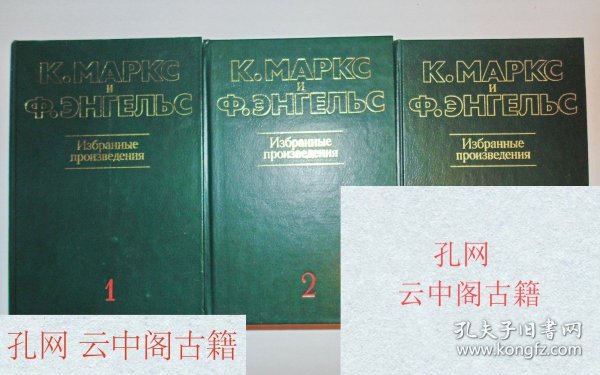 К. МАРКС
И
Ф. ЭНГЕЛЬС
Избранные
произведения
1
К. МАРКС
И
Ф. ЭНГЕЛЬС
Избранные
произведения
2
К. МАРКС
И
Ф. ЭНГЕЛЬС
Избранные
произведения
孔网
云中阁古籍
孔网 云中阁古籍
孔夫子旧书网
www.kongfz.com